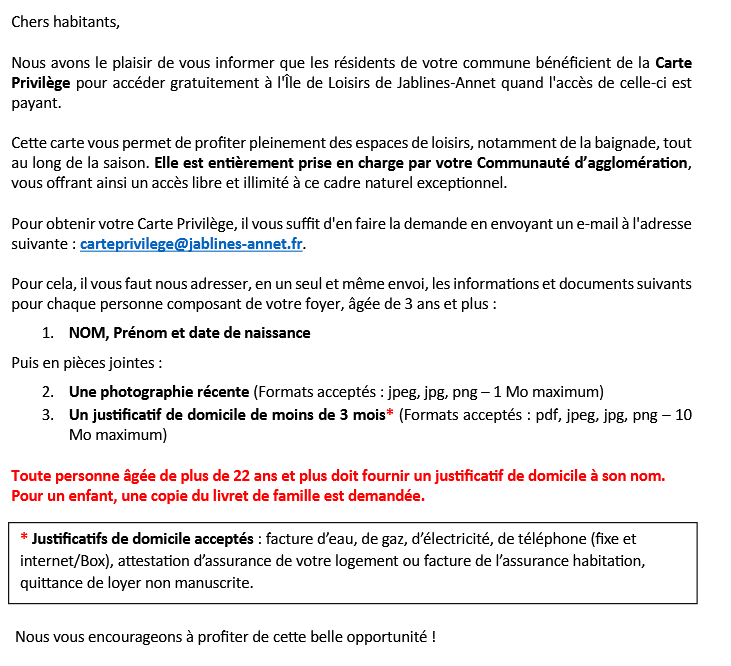 Chers habitants,
Nous avons le plaisir de vous informer que les résidents de votre commune bénéficient de la Carte
Privilège pour accéder gratuitement à l'Île de Loisirs de Jablines-Annet quand l'accès de celle-ci est
payant.
Cette carte vous permet de profiter pleinement des espaces de loisirs, notamment de la baignade, tout
au long de la saison. Elle est entièrement prise en charge par votre Communauté d’agglomération,
vous offrant ainsi un accès libre et illimité à ce cadre naturel exceptionnel.
Pour obtenir votre Carte Privilège, il vous suffit d'en faire la demande en envoyant un e-mail à l'adresse
suivante : carteprivilege@jablines-annet.fr.
Pour cela, il vous faut nous adresser, en un seul et même envoi, les informations et documents suivants
pour chaque personne composant de votre foyer, âgée de 3 ans et plus :
1. NOM, Prénom et date de naissance
Puis en pièces jointes :
2. Une photographie récente (Formats acceptés : jpeg, jpg, png – 1 Mo maximum)
3. Un justificatif de domicile de moins de 3 mois* (Formats acceptés : pdf, jpeg, jpg, png – 10
Mo maximum)
Toute personne âgée de plus de 22 ans et plus doit fournir un justificatif de domicile à son nom.
Pour un enfant, une copie du livret de famille est demandée.
* Justificatifs de domicile acceptés : facture d’eau, de gaz, d’électricité, de téléphone (fixe et
internet/Box), attestation d’assurance de votre logement ou facture de l’assurance habitation,
quittance de loyer non manuscrite.
Nous vous encourageons à profiter de cette belle opportunité !